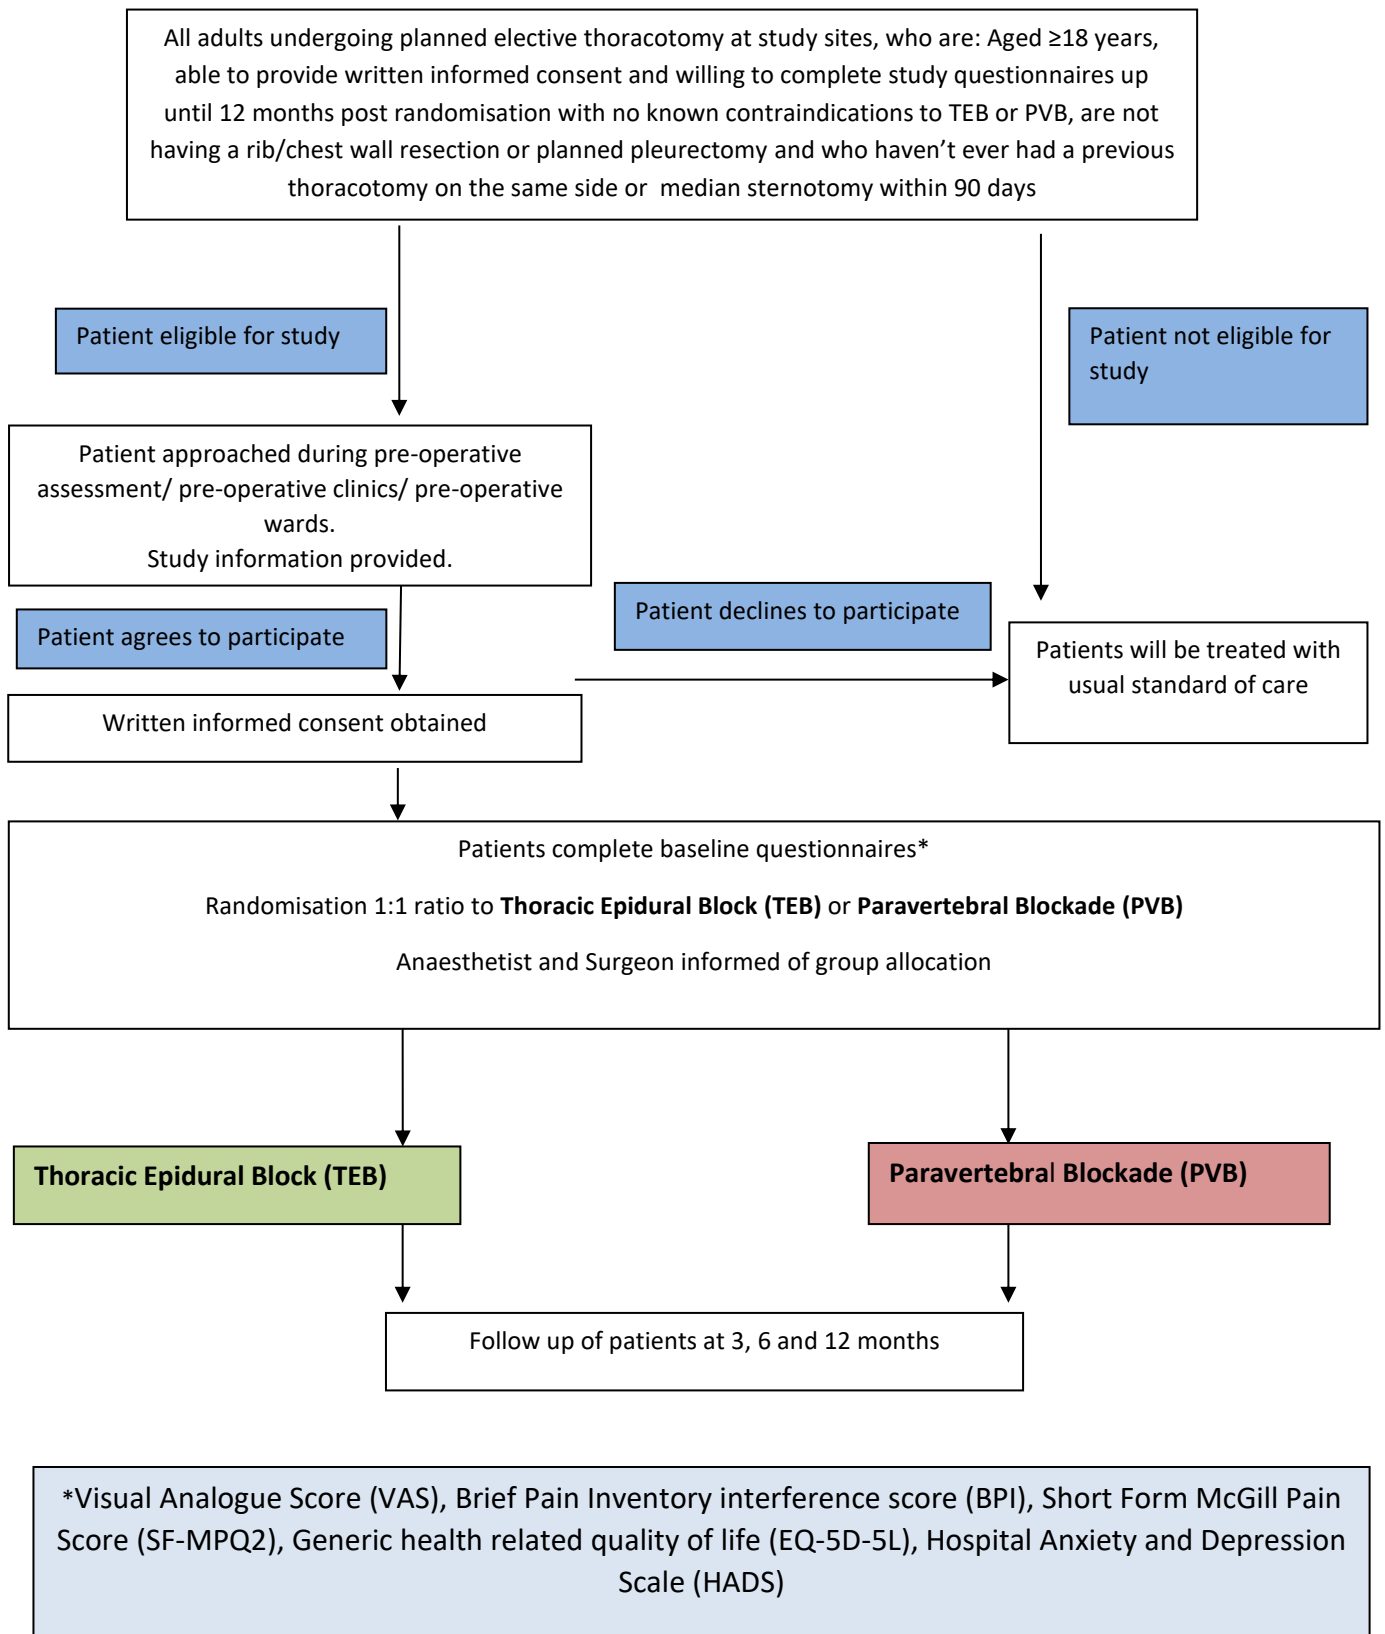 All adults undergoing planned elective thoracotomy at study sites, who are: Aged ≥18 years,
able to provide written informed consent and willing to complete study questionnaires up
until 12 months post randomisation with no known contraindications to TEB or PVB, are not
having a rib/chest wall resection or planned pleurectomy and who haven’t ever had a previous
thoracotomy on the same side or  median sternotomy within 90 days
Patient eligible for study
Patient not eligible for
study
Patient approached during pre-operative
assessment/ pre-operative clinics/ pre-operative
wards.
Study information provided.
Patient declines to participate
Patient agrees to participate
Patients will be treated with
usual standard of care
Written informed consent obtained
Patients complete baseline questionnaires*
Randomisation 1:1 ratio to Thoracic Epidural Block (TEB) or Paravertebral Blockade (PVB)
Anaesthetist and Surgeon informed of group allocation
Thoracic Epidural Block (TEB)
Paravertebral Blockade (PVB)
Follow up of patients at 3, 6 and 12 months
*Visual Analogue Score (VAS), Brief Pain Inventory interference score (BPI), Short Form McGill Pain
Score (SF-MPQ2), Generic health related quality of life (EQ-5D-5L), Hospital Anxiety and Depression
Scale (HADS)